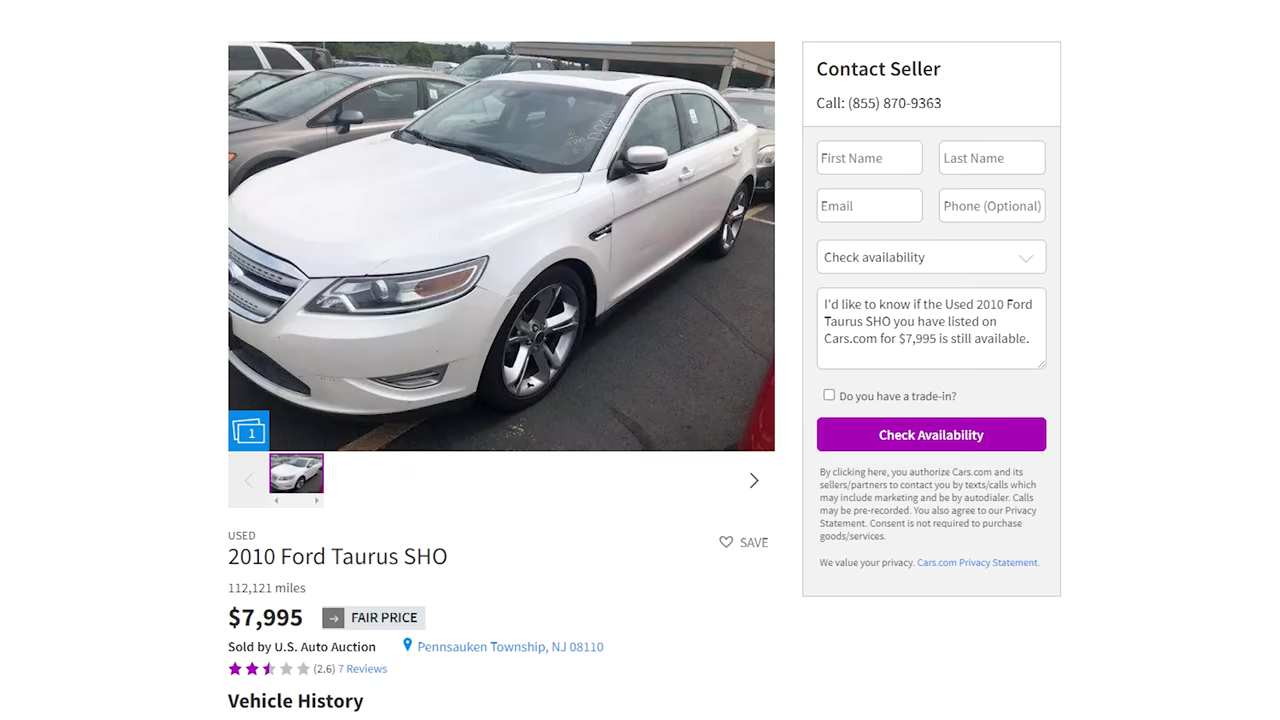 1
USED
2010 Ford Taurus SHO
SAVE
112,121 miles
$7,995
FAIR PRICE
Sold by U.S. Auto Auction
Pennsauken Township, NJ 08110
(2.6) 7 Reviews
Vehicle History
Contact Seller
Call: (855) 870-9363
First Name
Last Name
Email
Phone (Optional)
Check availability
I'd like to know if the Used 2010 Ford
Taurus SHO you have listed on
Cars.com for $7,995 is still available.
Do you have a trade-in?
Check Availability
By clicking here, you authorize Cars.com and its
sellers/partners to contact you by texts/calls which
may include marketing and be by autodialer. Calls
may be pre-recorded. You also agree to our Privacy
Statement. Consent is not required to purchase
goods/services.
We value your privacy. Cars.com Privacy Statement.